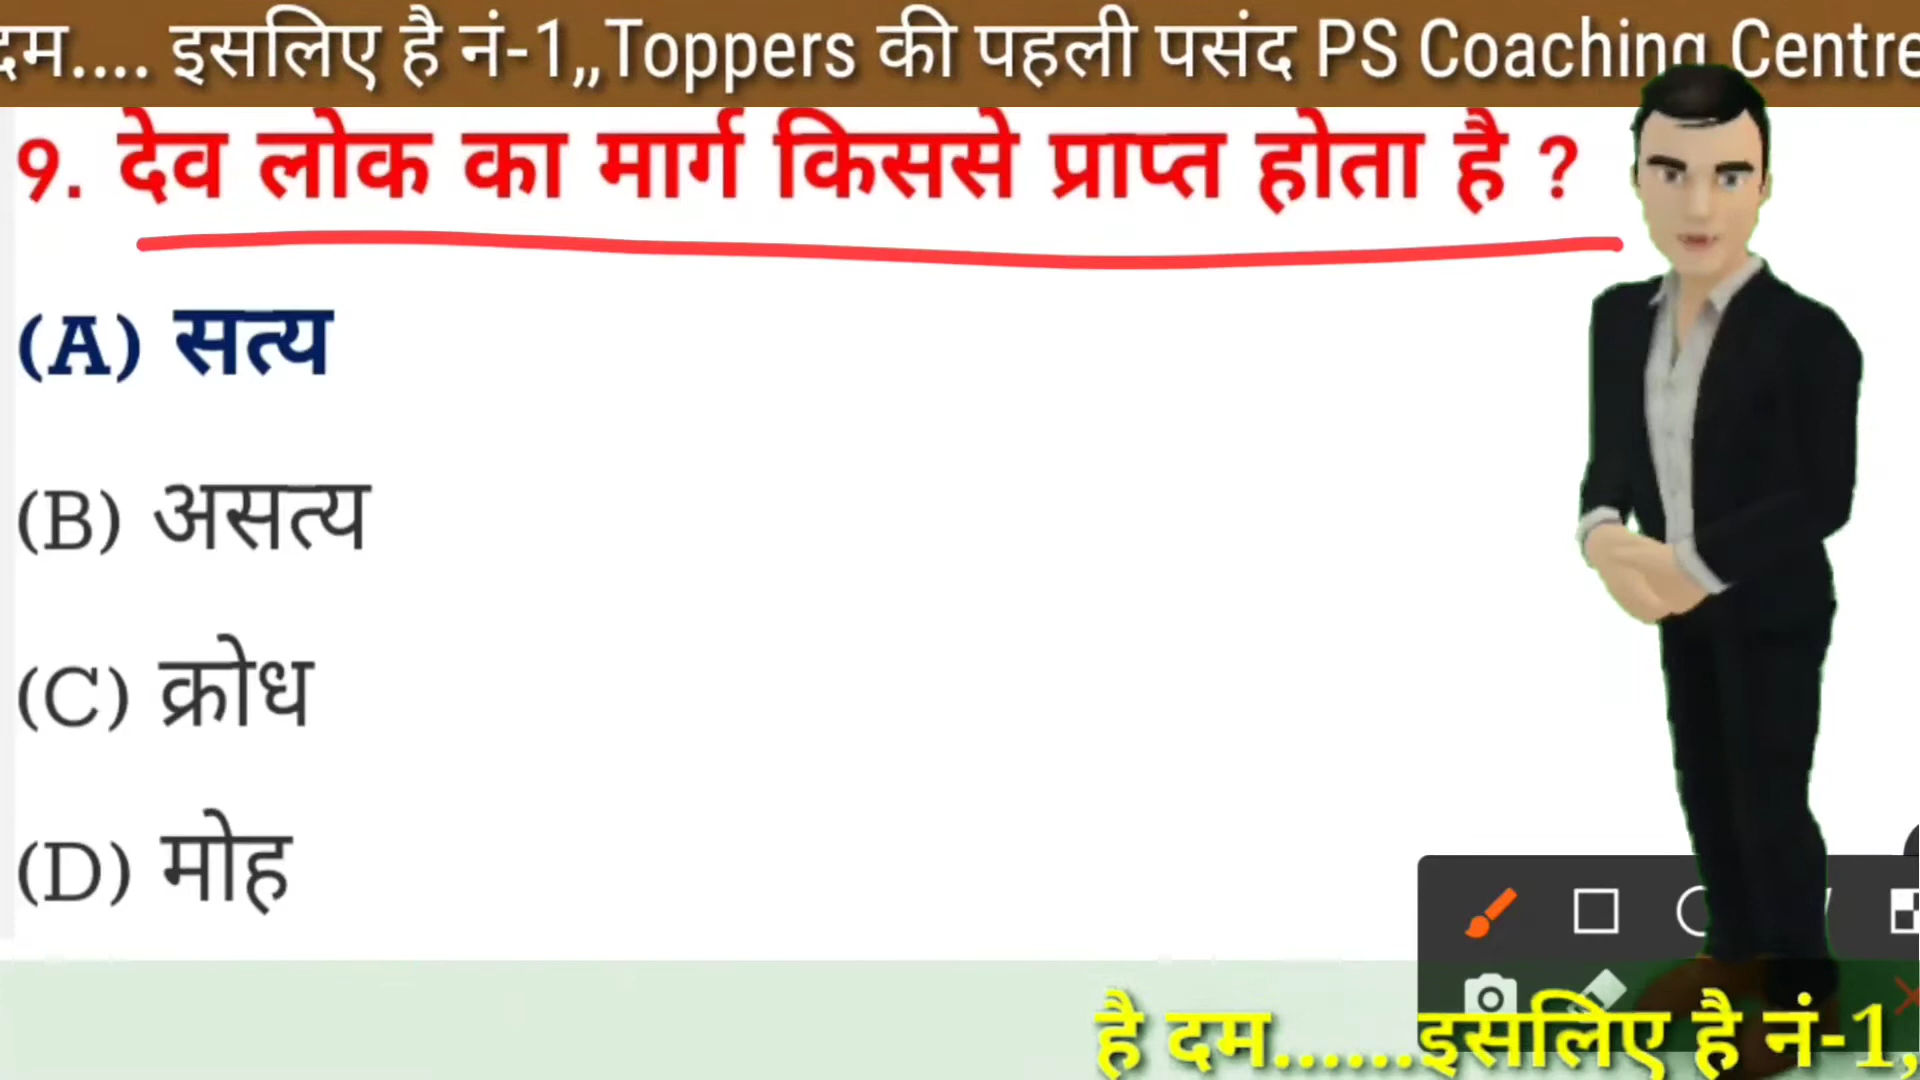 दम.... इसलिए है नं-1,,Toppers की पहली पसंद PS Coaching Centre
9. देव लोक का मार्ग किससे प्राप्त होता है ?
(A) सत्य
(B) असत्य
(C) क्रोध
(D) मोह
है दम......इसलिए है नं-1,